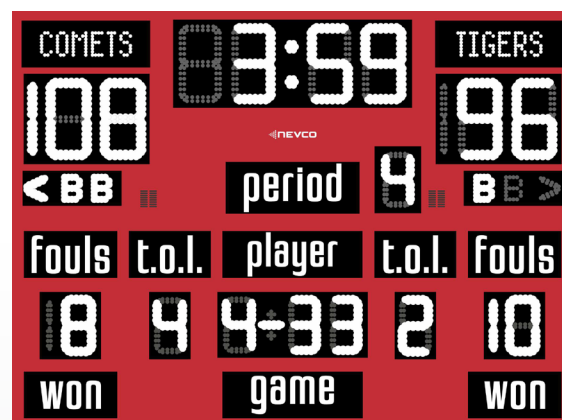 COMETS 3:59 TIGERS
108 96
NEVCO
< BB period 4 B
fouls t.o.l. player t.o.l. fouls
8 4 4-33 2 10
won game won